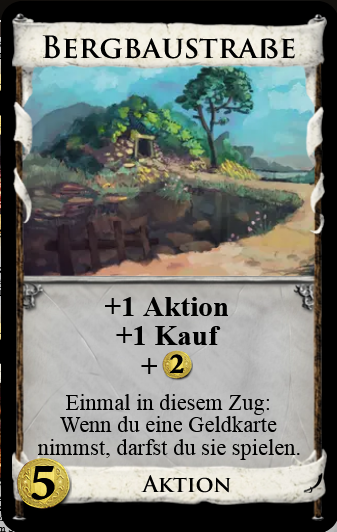 BERGBAUSTRAßE
+1 Aktion
+1 Kauf
+ 2
Einmal in diesem Zug:
Wenn du eine Geldkarte
nimmst, darfst du sie spielen.
5 AKTION